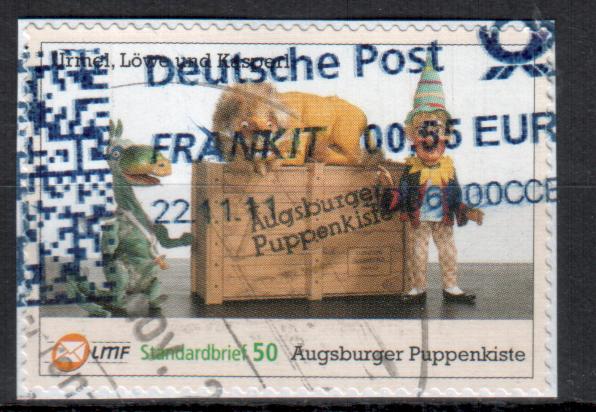 Urmel, Löwe und Kasperl
Deutsche Post
FRANKIT 00,55 EUR
22.11.11
Augsburger
Puppenkiste
LMF Standardbrief 50 Augsburger Puppenkiste